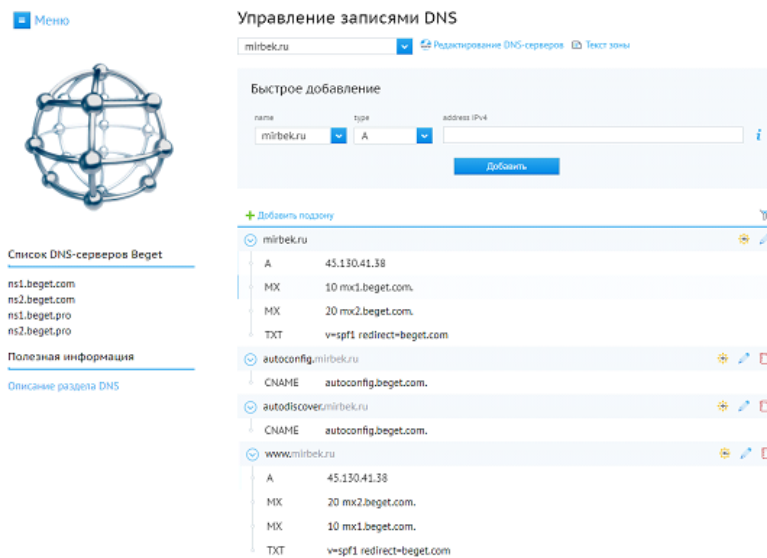 Меню
Управление записями DNS
mirbek.ru
Редактирование DNS-серверов Текст зоны
Быстрое добавление
name type address IPv4
mirbek.ru A
Добавить
Добавить подзону
mirbek.ru
A 45.130.41.38
MX 10 mx1.beget.com.
MX 20 mx2.beget.com.
TXT v=spf1 redirect=beget.com
autoconfig.mirbek.ru
CNAME autoconfig.beget.com.
autodiscover.mirbek.ru
CNAME autoconfig.beget.com.
www.mirbek.ru
A 45.130.41.38
MX 20 mx2.beget.com.
MX 10 mx1.beget.com.
TXT v=spf1 redirect=beget.com
Список DNS-серверов Beget
ns1.beget.com
ns2.beget.com
ns1.beget.pro
ns2.beget.pro
Полезная информация
Описание раздела DNS